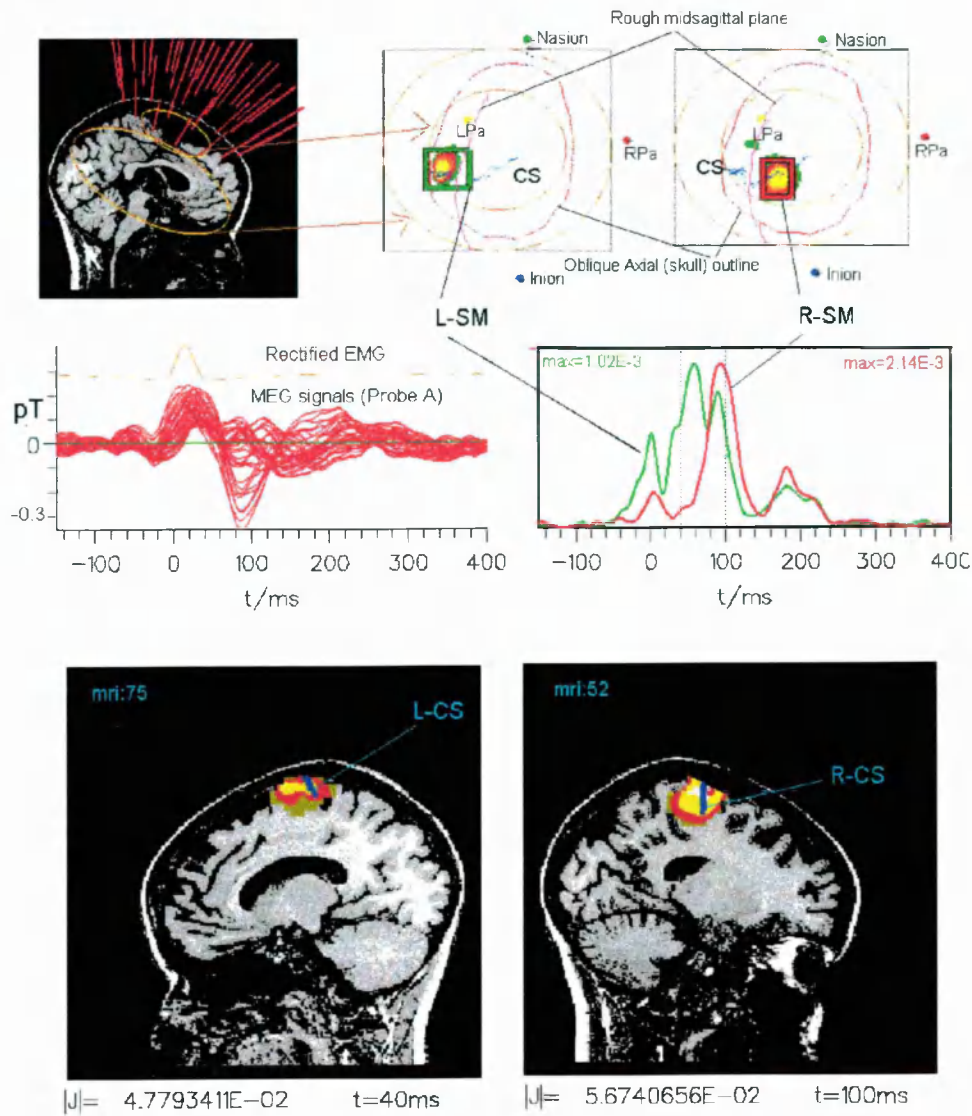 Rough midsagittal plane
Nasion
Nasion
LPa
LPa
RPa
RPa
CS
CS
Oblique Axial (skull) outline
Inion
Inion
L-SM
R-SM
Rectified EMG
MEG signals (Probe A)
pT
0
-0.3
-100 0 100 200 300 400
t/ms
max=1.02E-3
max=2.14E-3
-100 0 100 200 300 400
t/ms
mri:75
L-CS
mri:52
R-CS
|J|= 4.7793411E-02 t=40ms
|J|= 5.6740656E-02 t=100ms